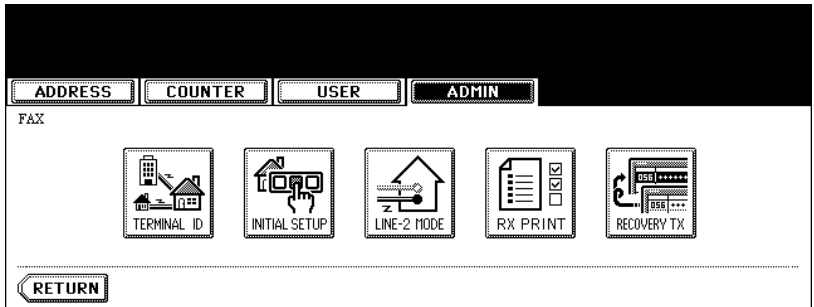 ADDRESS COUNTER USER ADMIN
FAX
TERMINAL ID INITIAL SETUP LINE-2 MODE RX PRINT RECOVERY TX
RETURN